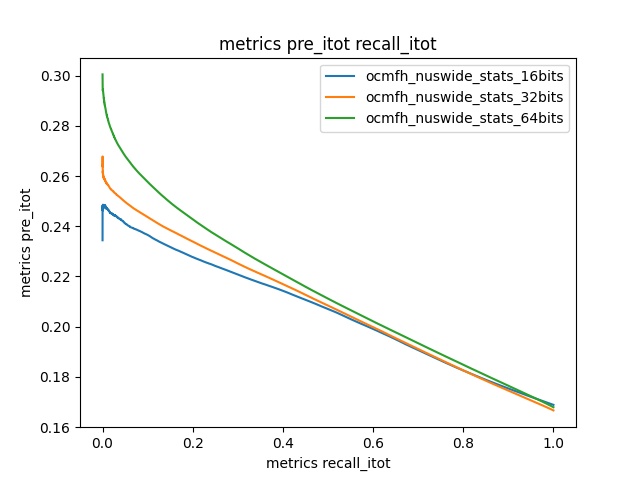 metrics pre_itot recall_itot
ocmfh_nuswide_stats_16bits
ocmfh_nuswide_stats_32bits
ocmfh_nuswide_stats_64bits
metrics pre_itot
0.30
0.28
0.26
0.24
0.22
0.20
0.18
0.16
0.0 0.2 0.4 0.6 0.8 1.0
metrics recall_itot